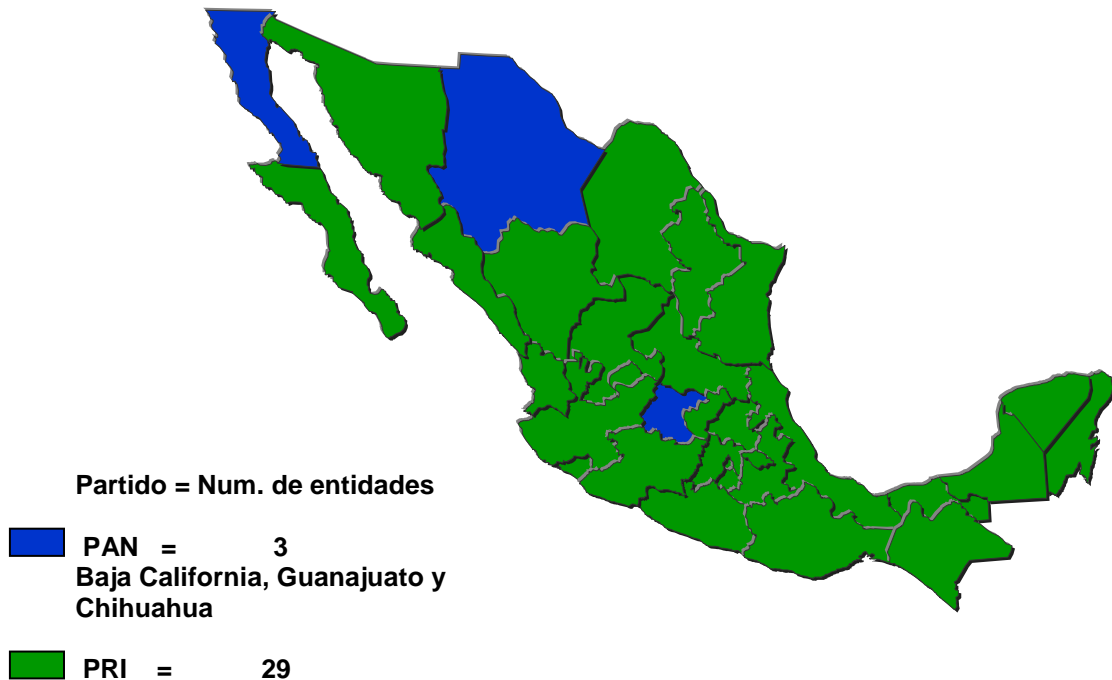 Partido = Num. de entidades
PAN = 3
Baja California, Guanajuato y
Chihuahua
PRI = 29